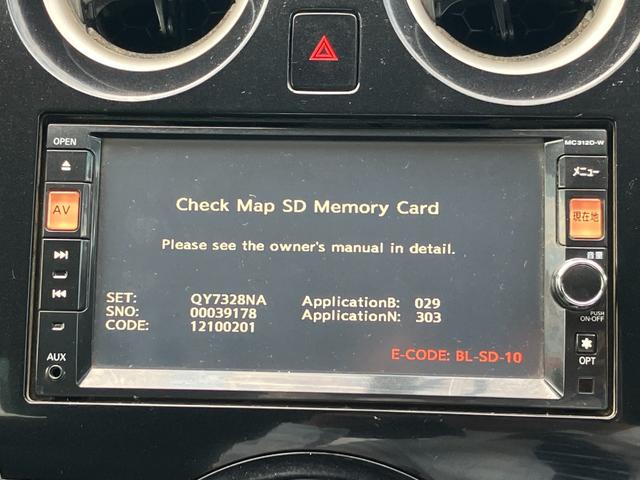 OPEN
MC312D-W
メニュー
AV
現在地
Check Map SD Memory Card
Please see the owner's manual in detail.
音量
SET: QY7328NA ApplicationB: 029
SNO: 00039178 ApplicationN: 303
CODE: 12100201
PUSH
ON-OFF
E-CODE: BL-SD-10
AUX
OPT